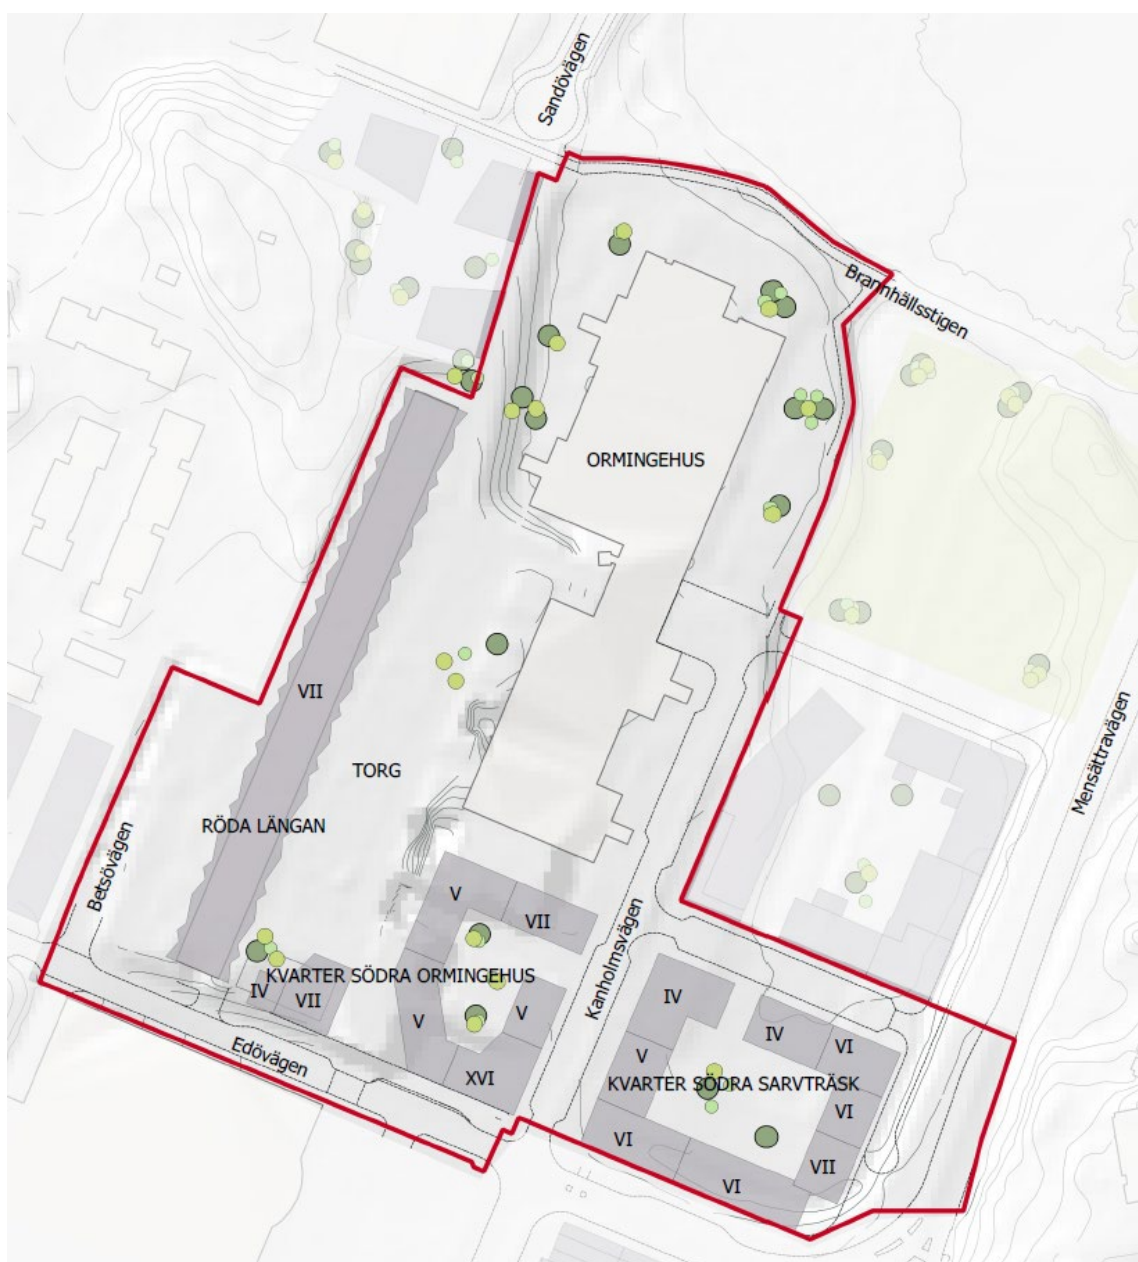 Sandövägen
Brannhällsstigen
ORMINGEHUS
VII
TORG
RÖDA LÄNGAN
Mensättravägen
Betsövägen
V
VII
Kanholmsvägen
KVARTER SÖDRA ORMINGEHUS
IV
VII
V
V
IV
IV
VI
Edövägen
V
XVI
KVARTER SÖDRA SARVTRÄSK
VI
VI
VII
VI